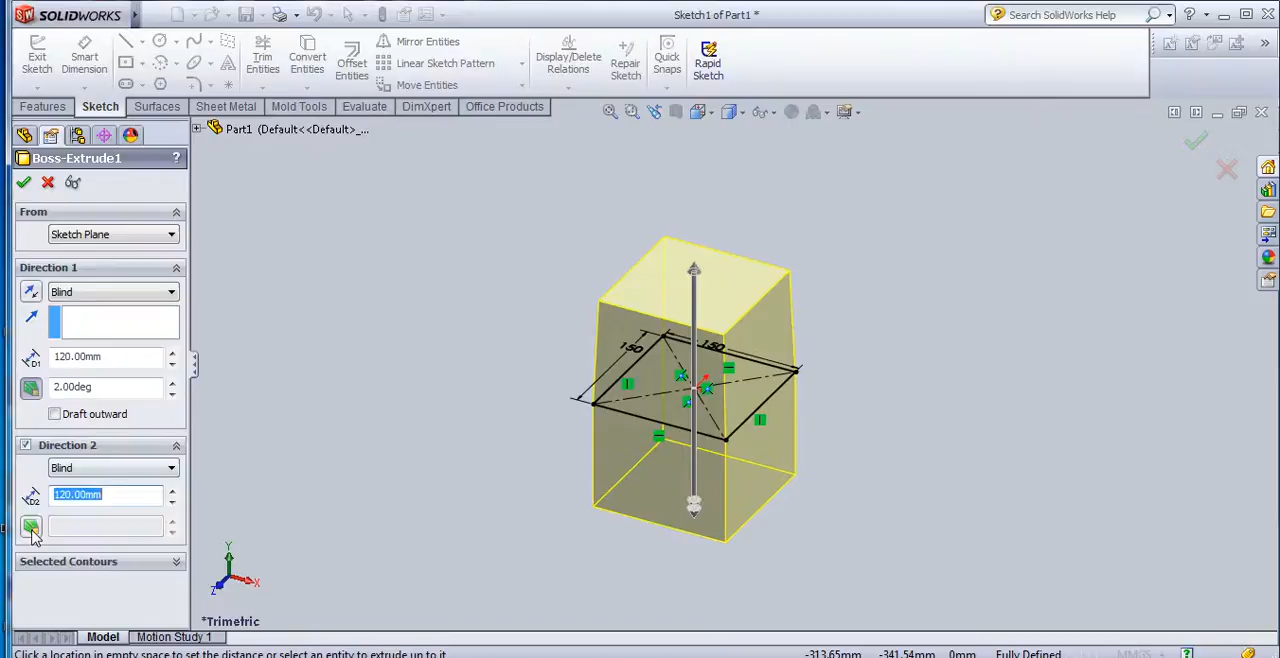 SOLIDWORKS
Sketch1 of Part1 *
Search SolidWorks Help
Exit Sketch
Smart Dimension
Trim Entities
Convert Entities
Offset Entities
Mirror Entities
Linear Sketch Pattern
Move Entities
Display/Delete Relations
Repair Sketch
Quick Snaps
Rapid Sketch
Features Sketch Surfaces Sheet Metal Mold Tools Evaluate DimXpert Office Products
Part1 (Default<<Default>_...
Boss-Extrude1 ?
From
Sketch Plane
Direction 1
Blind
D1 120.00mm
2.00deg
Draft outward
Direction 2
Blind
D2 120.00mm
Selected Contours
150
150
Y
X
Z
*Trimetric
Model Motion Study 1
Click a location in empty space to set the distance or select an entity to extrude up to it
-313.65mm -341.54mm 0mm Fully Defined MMGS